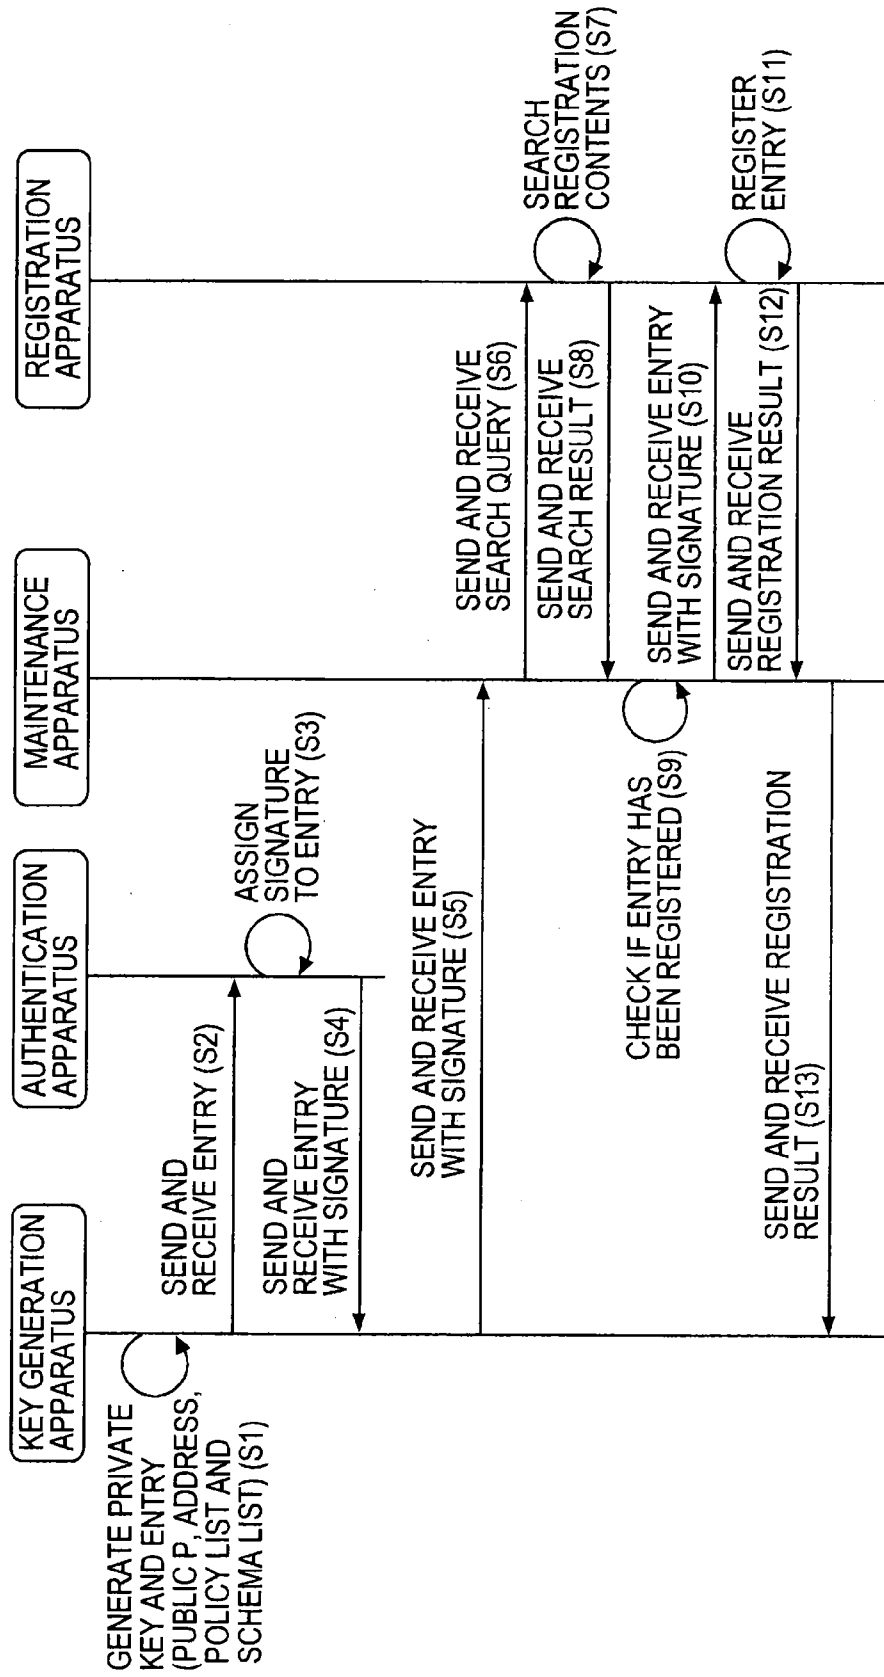 KEY GENERATION
APPARATUS
AUTHENTICATION
APPARATUS
MAINTENANCE
APPARATUS
REGISTRATION
APPARATUS
GENERATE PRIVATE
KEY AND ENTRY
(PUBLIC P, ADDRESS,
POLICY LIST AND
SCHEMA LIST) (S1)
SEND AND
RECEIVE ENTRY (S2)
ASSIGN
SIGNATURE
TO ENTRY (S3)
SEND AND
RECEIVE ENTRY
WITH SIGNATURE (S4)
SEND AND RECEIVE ENTRY
WITH SIGNATURE (S5)
SEND AND RECEIVE
SEARCH QUERY (S6)
SEARCH
REGISTRATION
CONTENTS (S7)
SEND AND RECEIVE
SEARCH RESULT (S8)
CHECK IF ENTRY HAS
BEEN REGISTERED (S9)
SEND AND RECEIVE ENTRY
WITH SIGNATURE (S10)
REGISTER
ENTRY (S11)
SEND AND RECEIVE
REGISTRATION RESULT (S12)
SEND AND RECEIVE REGISTRATION
RESULT (S13)